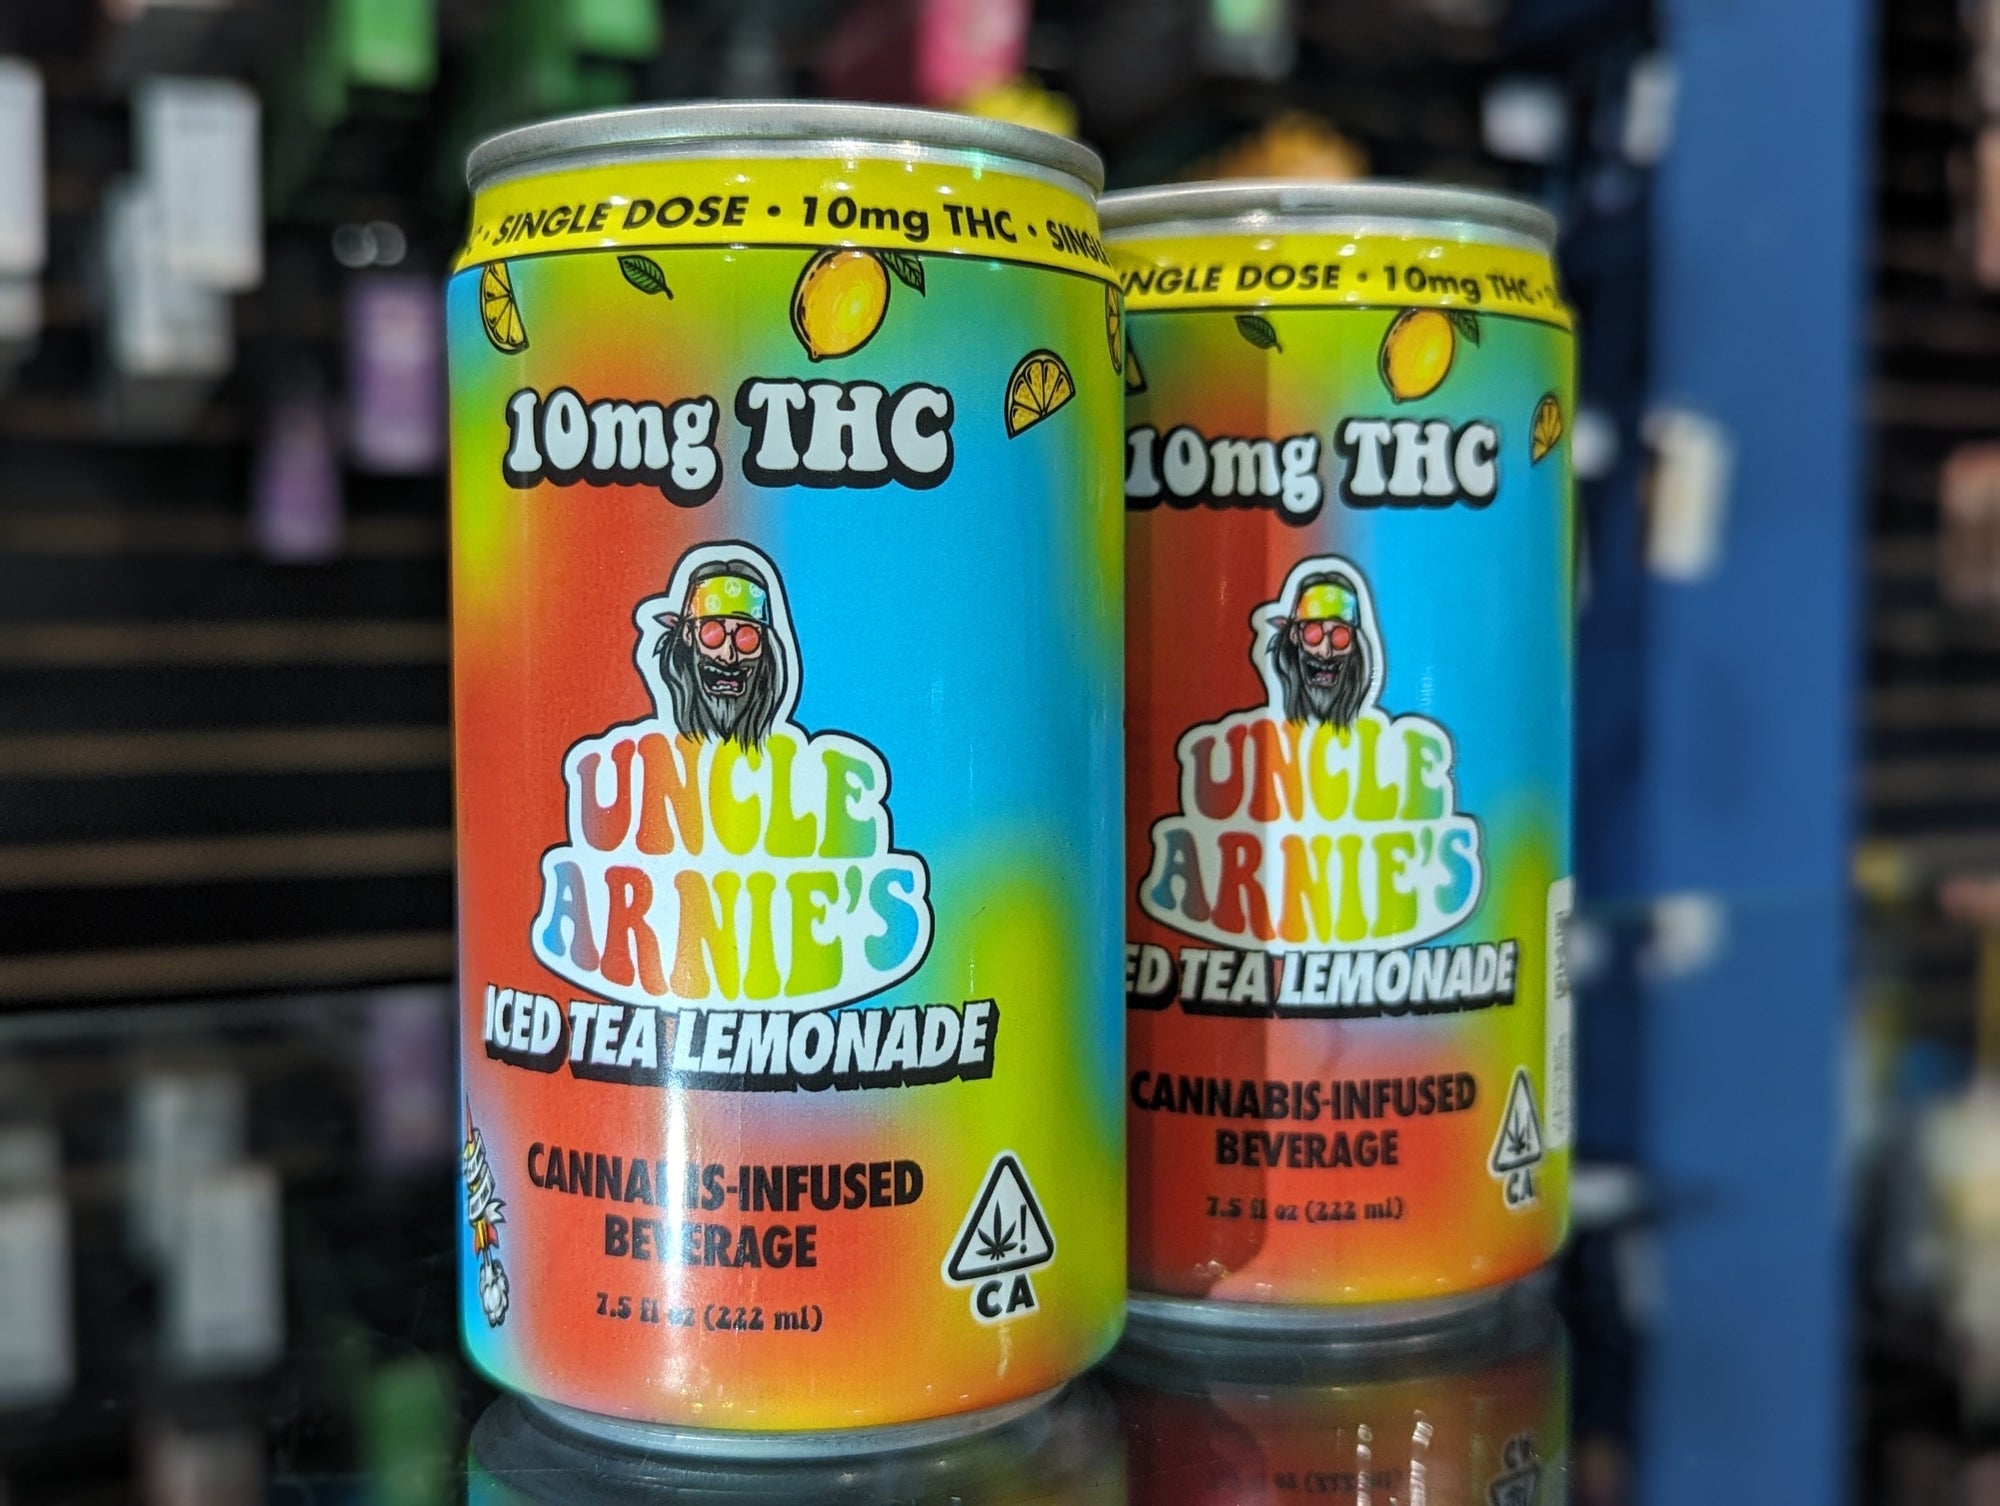 • SINGLE DOSE • 10mg THC •
10mg THC
UNCLE
ARNIE'S
ICED TEA LEMONADE
CANNABIS-INFUSED
BEVERAGE
7.5 fl oz (222 ml)
CA
SINGLE DOSE • 10mg THC •
10mg THC
UNCLE
ARNIE'S
ICED TEA LEMONADE
CANNABIS-INFUSED
BEVERAGE
7.5 fl oz (222 ml)
CA